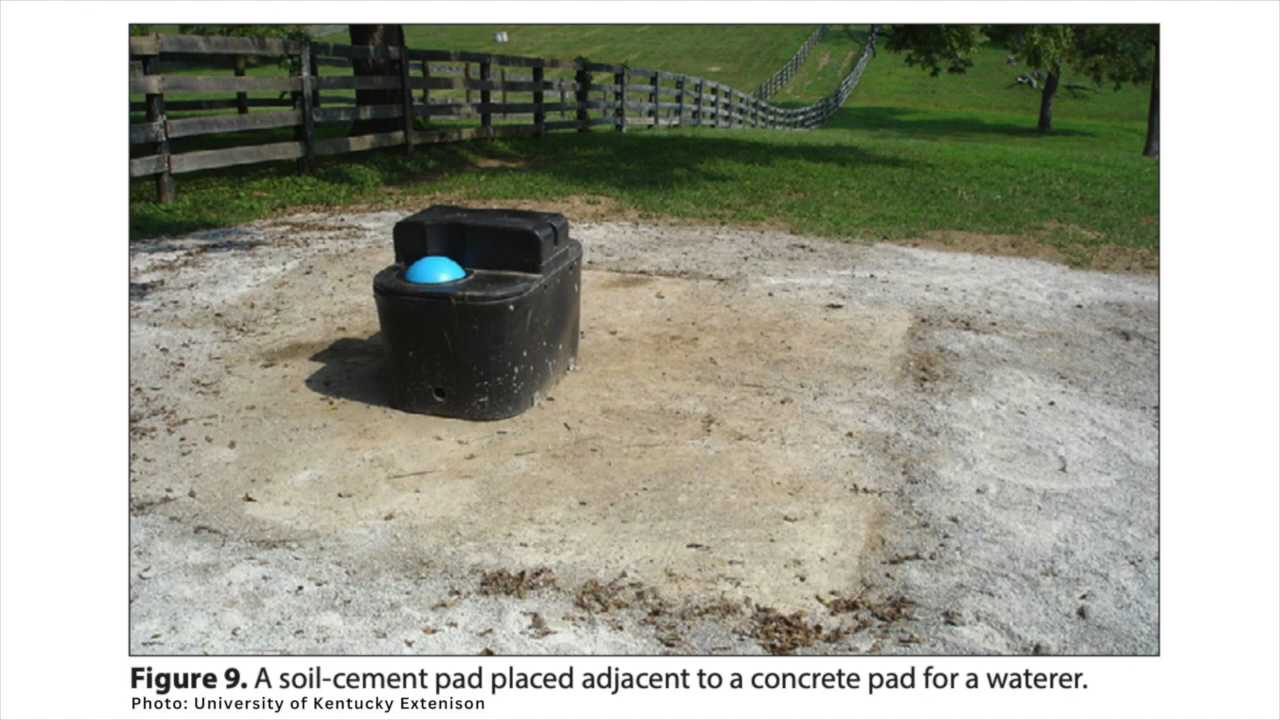 Figure 9. A soil-cement pad placed adjacent to a concrete pad for a waterer.
Photo: University of Kentucky Extenison